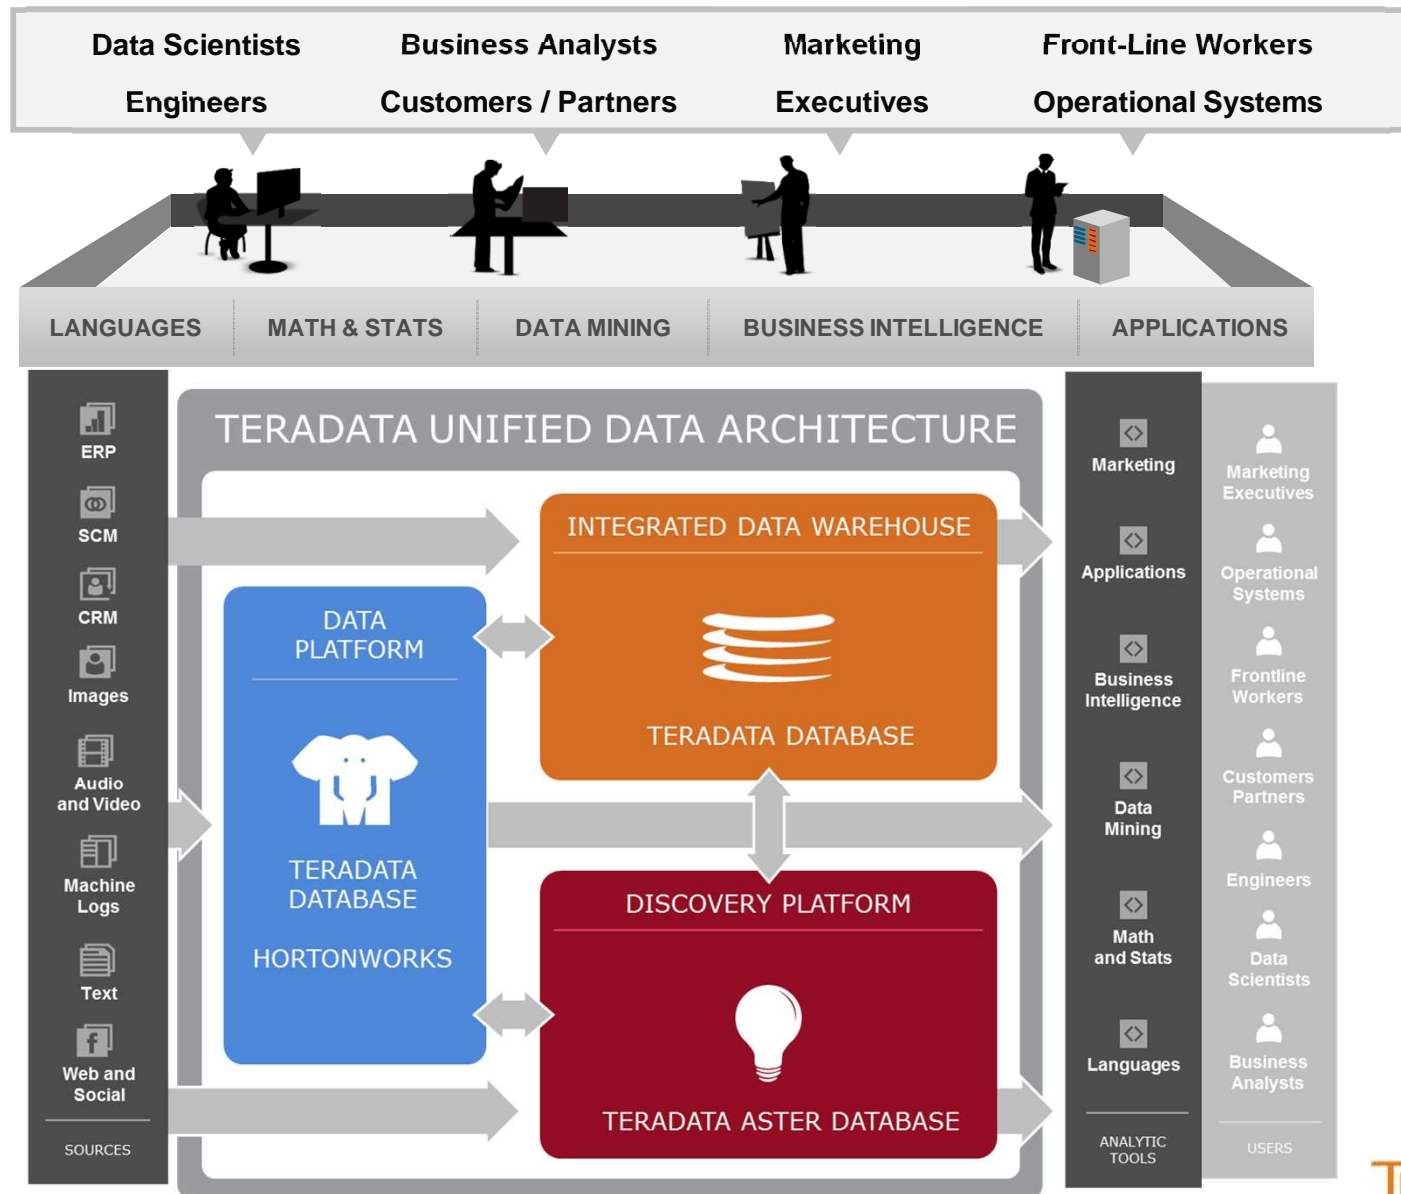 Data Scientists
Engineers
Business Analysts
Customers / Partners
Marketing
Executives
Front-Line Workers
Operational Systems
LANGUAGES
MATH & STATS
DATA MINING
BUSINESS INTELLIGENCE
APPLICATIONS
ERP
SCM
CRM
Images
Audio
and Video
Machine
Logs
Text
Web and
Social
SOURCES
TERADATA UNIFIED DATA ARCHITECTURE
DATA
PLATFORM
TERADATA
DATABASE
HORTONWORKS
INTEGRATED DATA WAREHOUSE
TERADATA DATABASE
DISCOVERY PLATFORM
TERADATA ASTER DATABASE
Marketing
Applications
Business
Intelligence
Data
Mining
Math
and Stats
Languages
ANALYTIC
TOOLS
Marketing
Executives
Operational
Systems
Frontline
Workers
Customers
Partners
Engineers
Data
Scientists
Business
Analysts
USERS